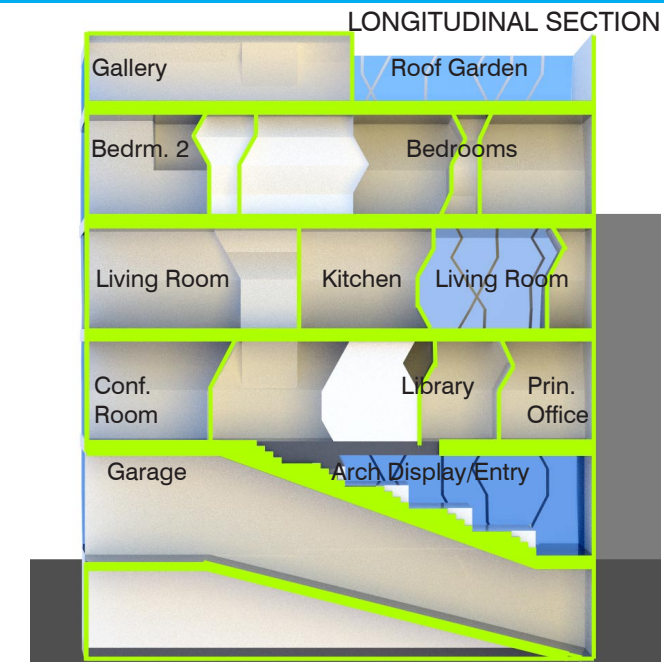 LONGITUDINAL SECTION
Gallery
Roof Garden
Bedrm. 2
Bedrooms
Living Room
Kitchen
Living Room
Conf.
Room
Library
Prin.
Office
Garage
Arch Display/Entry